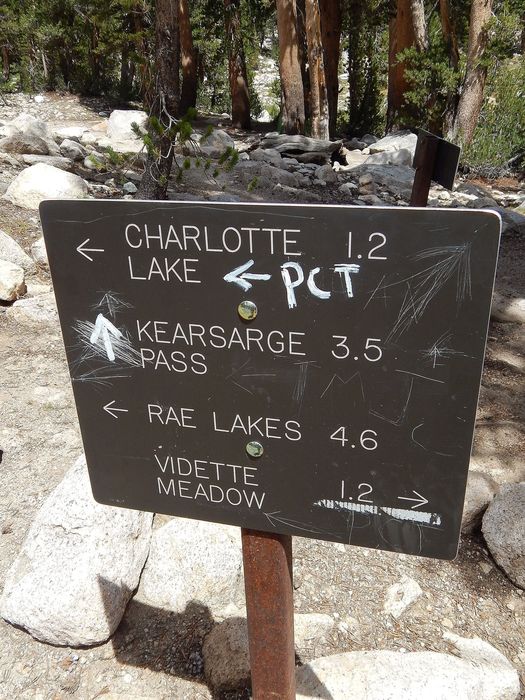 ← CHARLOTTE 1.2
LAKE ← PCT
↑ KEARSARGE 3.5
PASS
← RAE LAKES 4.6
VIDETTE
MEADOW 1.2 →